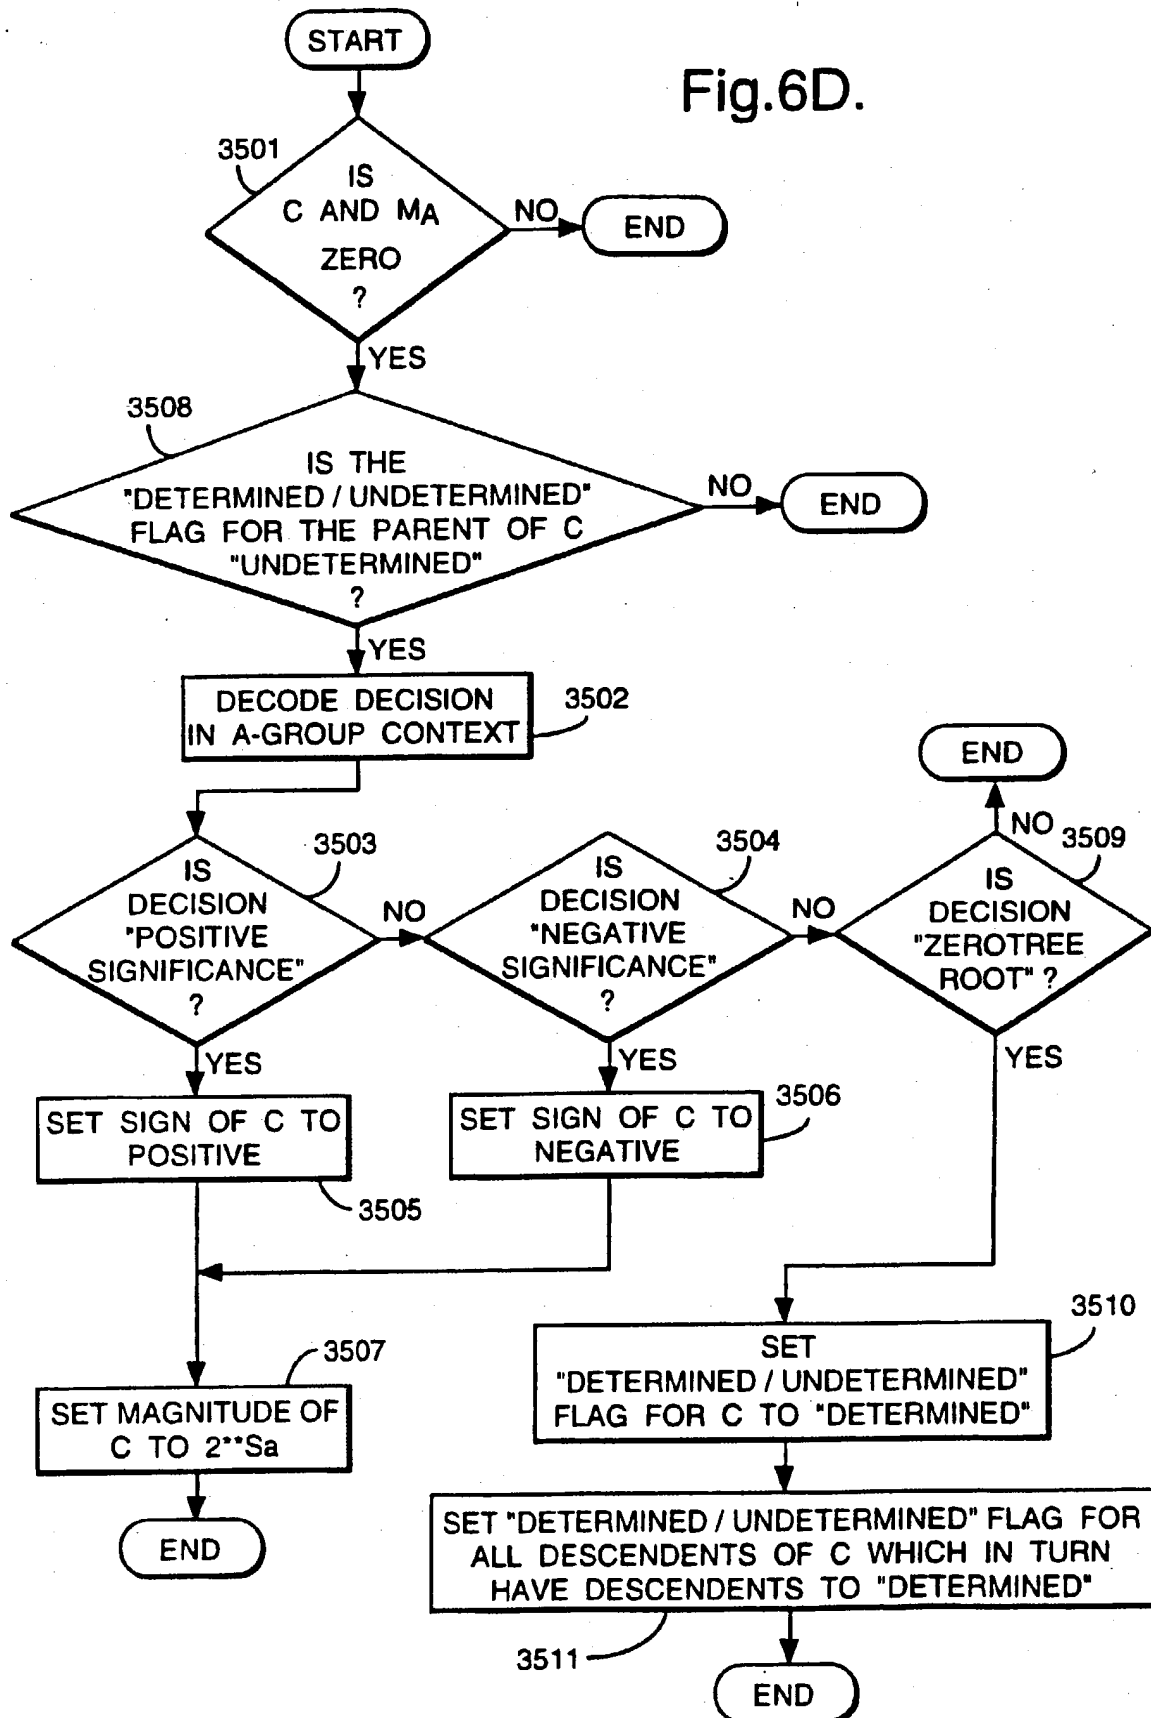 START
Fig.6D.
3501
IS
C AND MA
ZERO
?
NO
END
YES
3508
IS THE
"DETERMINED / UNDETERMINED"
FLAG FOR THE PARENT OF C
"UNDETERMINED"
?
NO
END
YES
DECODE DECISION
IN A-GROUP CONTEXT
3502
END
NO
3503
IS
DECISION
"POSITIVE
SIGNIFICANCE"
?
NO
3504
IS
DECISION
"NEGATIVE
SIGNIFICANCE"
?
NO
3509
IS
DECISION
"ZEROTREE
ROOT" ?
YES
YES
YES
SET SIGN OF C TO
POSITIVE
3505
SET SIGN OF C TO
NEGATIVE
3506
3507
SET MAGNITUDE OF
C TO 2**Sa
END
3510
SET
"DETERMINED / UNDETERMINED"
FLAG FOR C TO "DETERMINED"
SET "DETERMINED / UNDETERMINED" FLAG FOR
ALL DESCENDENTS OF C WHICH IN TURN
HAVE DESCENDENTS TO "DETERMINED"
3511
END